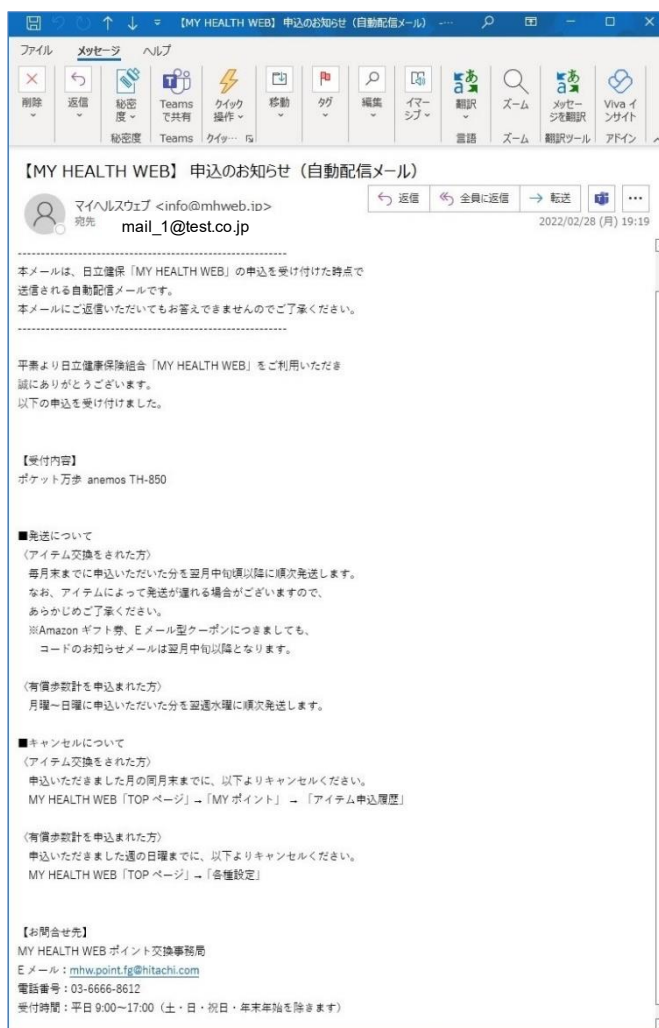 【MY HEALTH WEB】申込のお知らせ（自動配信メール） -…
ファイル メッセージ ヘルプ
削除 返信 秘密度 Teams で共有 クイック操作 移動 タグ 編集 イマーシブ 翻訳 ズーム メッセージを翻訳 Viva インサイト
秘密度 Teams クイッ… 言語 ズーム 翻訳ツール アドイン
【MY HEALTH WEB】 申込のお知らせ（自動配信メール）
マイヘルスウェブ <info@mhweb.jp>
返信 全員に返信 転送 …
宛先 mail_1@test.co.jp
2022/02/28 (月) 19:19
----------------------------------------------------------
本メールは、日立健保「MY HEALTH WEB」の申込を受け付けた時点で
送信される自動配信メールです。
本メールにご返信いただいてもお答えできませんのでご了承ください。
----------------------------------------------------------
平素より日立健康保険組合「MY HEALTH WEB」をご利用いただき
誠にありがとうございます。
以下の申込を受け付けました。
【受付内容】
ポケット万歩 anemos TH-850
■発送について
〈アイテム交換をされた方〉
毎月末までに申込いただいた分を翌月中旬頃以降に順次発送します。
なお、アイテムによって発送が遅れる場合がございますので、
あらかじめご了承ください。
※Amazon ギフト券、E メール型クーポンにつきましても、
コードのお知らせメールは翌月中旬以降となります。
〈有償歩数計を申込まれた方〉
月曜～日曜に申込いただいた分を翌週水曜に順次発送します。
■キャンセルについて
〈アイテム交換をされた方〉
申込いただきました月の同月末までに、以下よりキャンセルください。
MY HEALTH WEB「TOP ページ」→「MY ポイント」 → 「アイテム申込履歴」
〈有償歩数計を申込まれた方〉
申込いただきました週の日曜までに、以下よりキャンセルください。
MY HEALTH WEB「TOP ページ」→「各種設定」
【お問合せ先】
MY HEALTH WEB ポイント交換事務局
E メール：mhw.point.fg@hitachi.com
電話番号：03-6666-8612
受付時間：平日 9:00～17:00（土・日・祝日・年末年始を除きます）